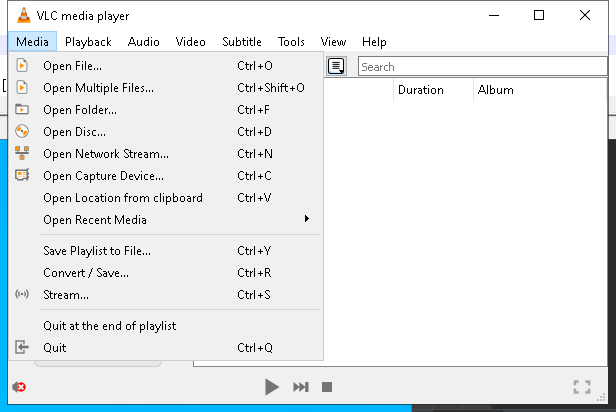 VLC media player
Media Playback Audio Video Subtitle Tools View Help
Open File... Ctrl+O
Open Multiple Files... Ctrl+Shift+O
Open Folder... Ctrl+F
Open Disc... Ctrl+D
Open Network Stream... Ctrl+N
Open Capture Device... Ctrl+C
Open Location from clipboard Ctrl+V
Open Recent Media
Save Playlist to File... Ctrl+Y
Convert / Save... Ctrl+R
Stream... Ctrl+S
Quit at the end of playlist
Quit Ctrl+Q
Search
Duration Album
[